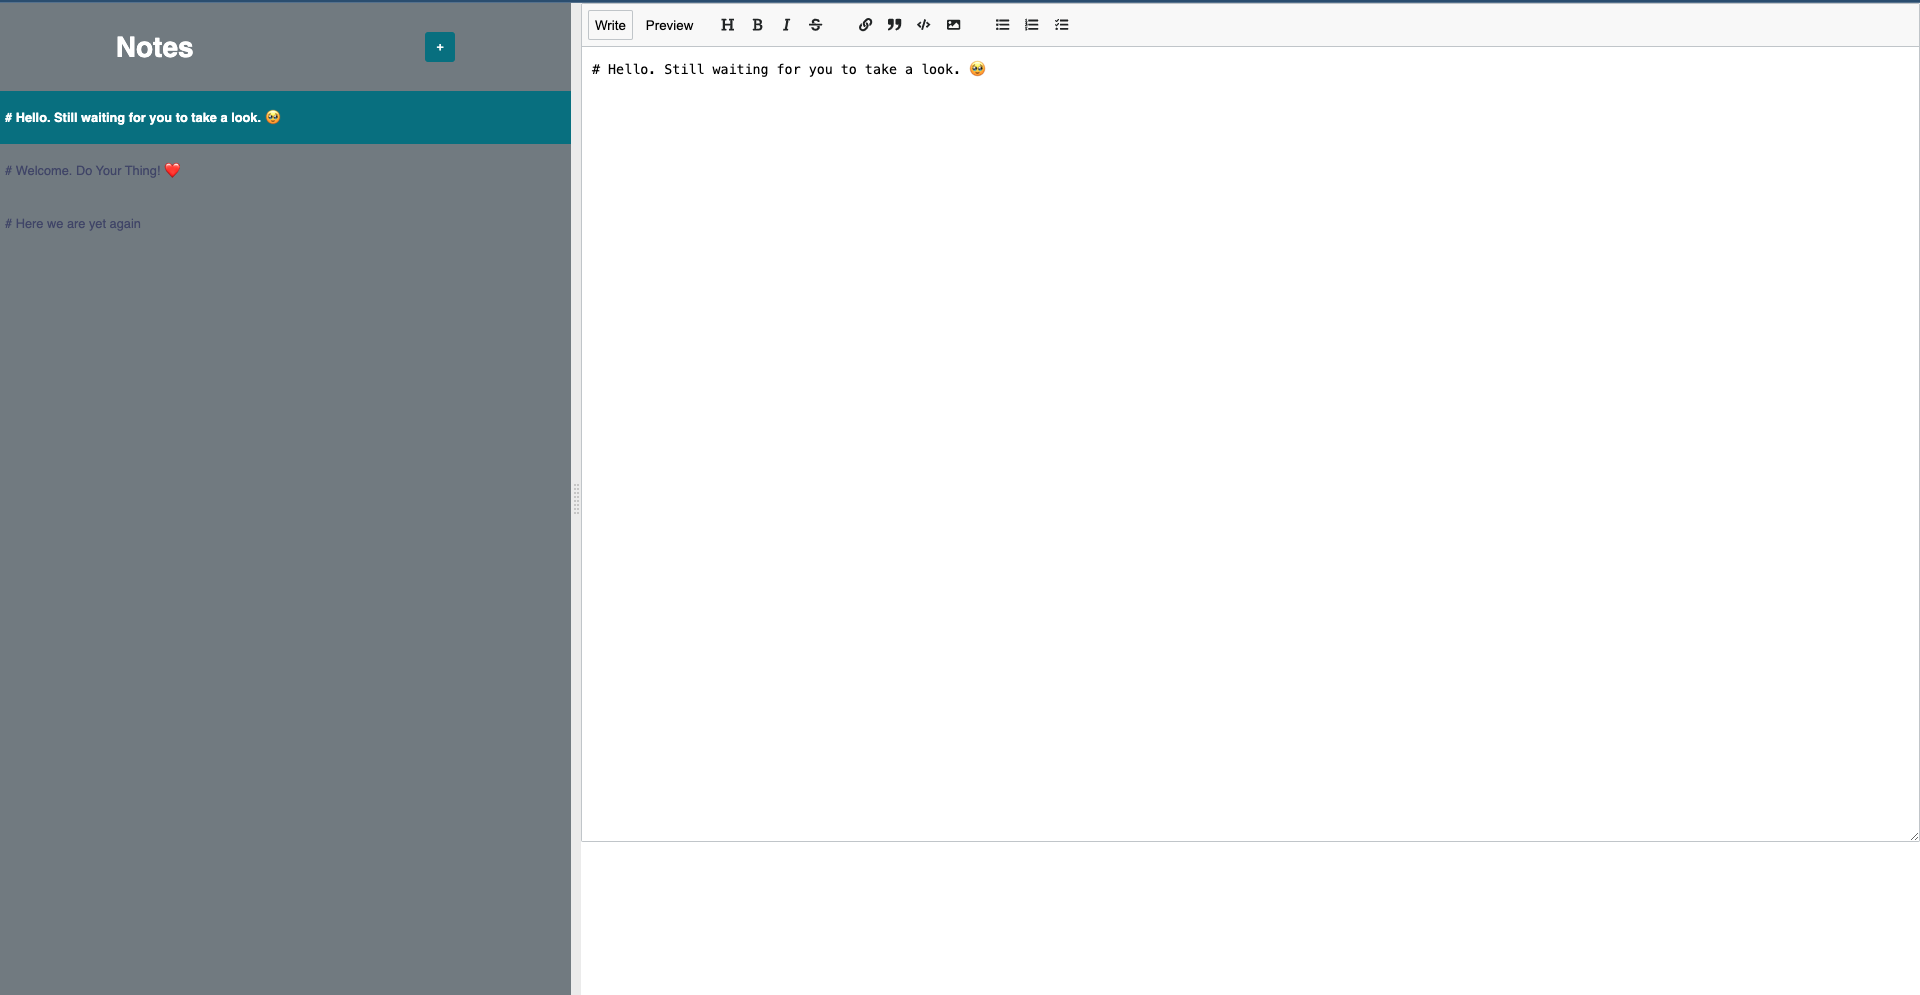 Notes
+
# Hello. Still waiting for you to take a look. 🥹
# Welcome. Do Your Thing! ❤️
# Here we are yet again
Write Preview H B I S
# Hello. Still waiting for you to take a look. 🥹